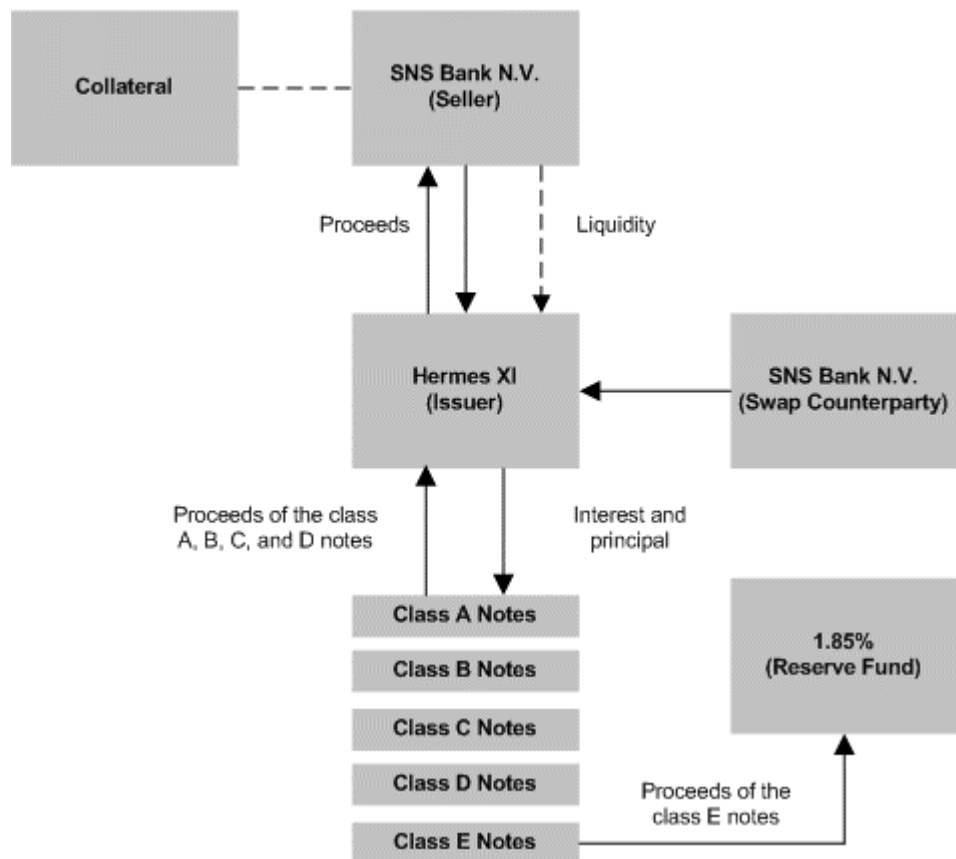 Collateral
SNS Bank N.V.
(Seller)
Proceeds
Liquidity
Hermes XI
(Issuer)
SNS Bank N.V.
(Swap Counterparty)
Proceeds of the class
A, B, C, and D notes
Interest and
principal
Class A Notes
Class B Notes
Class C Notes
Class D Notes
Class E Notes
1.85%
(Reserve Fund)
Proceeds of the
class E notes